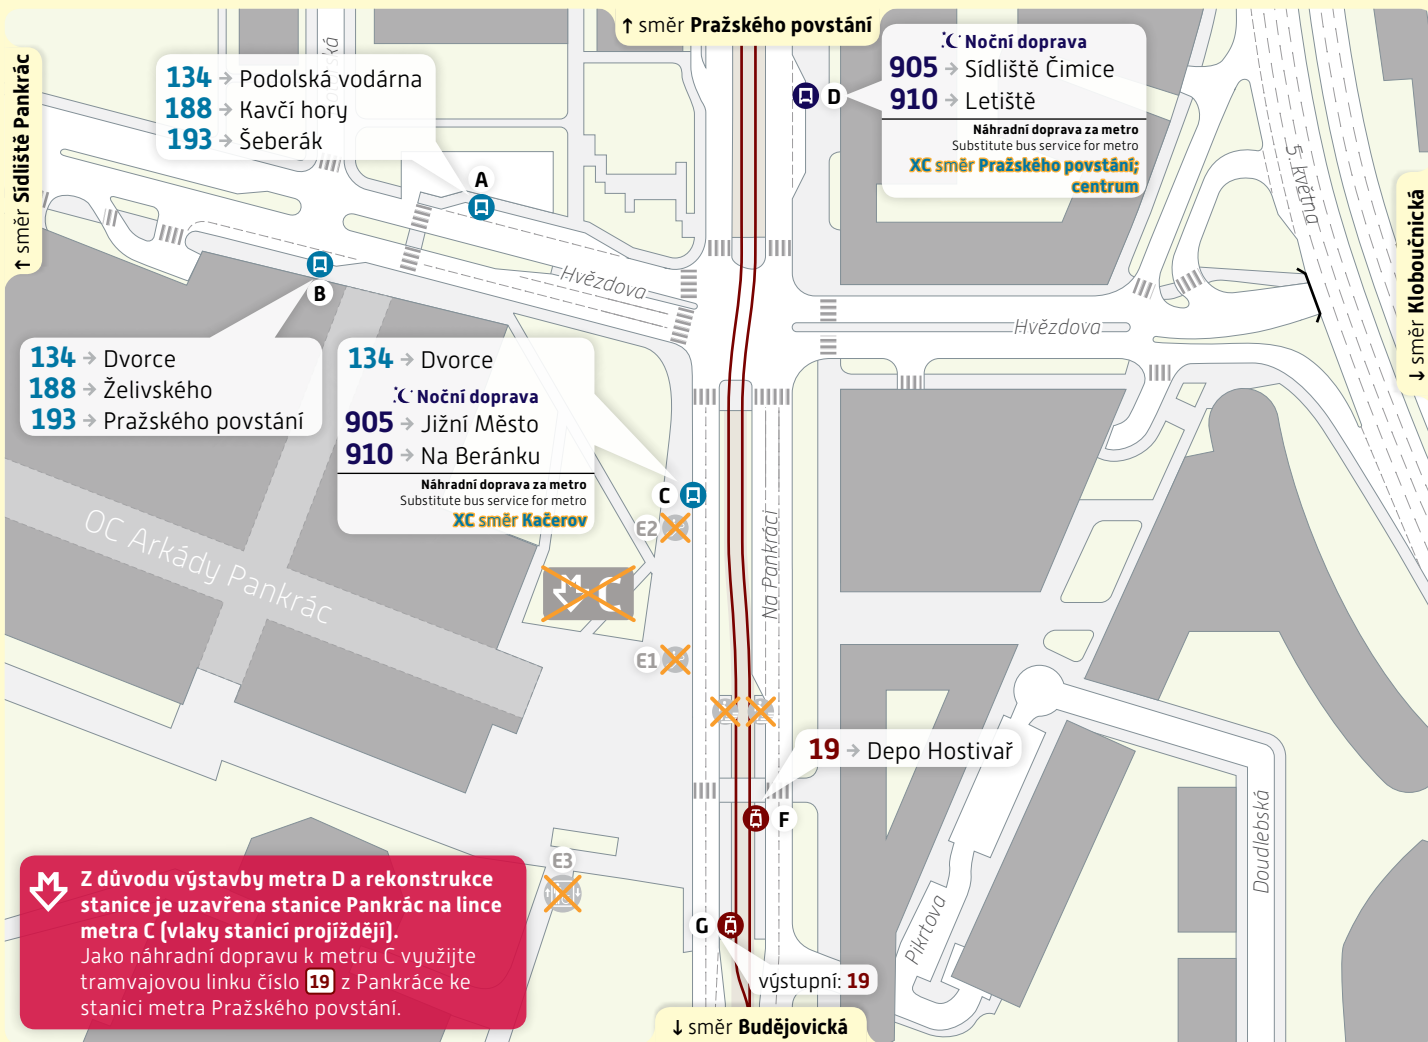 ↑ směr Pražského povstání
↑ směr Sídliště Pankrác
134 → Podolská vodárna
188 → Kavčí hory
193 → Šeberák
A
Noční doprava
905 → Sídliště Čimice
910 → Letiště
Náhradní doprava za metro
Substitute bus service for metro
XC směr Pražského povstání;
centrum
D
5. května
↓ směr Kloboučnická
B
Hvězdova
Hvězdova
134 → Dvorce
188 → Želivského
193 → Pražského povstání
134 → Dvorce
Noční doprava
905 → Jižní Město
910 → Na Beránku
Náhradní doprava za metro
Substitute bus service for metro
XC směr Kačerov
C
E2
OC Arkády Pankrác
M C
Na Pankráci
E1
19 → Depo Hostivař
F
E3
G
výstupní: 19
Pikrtova
Doudlebská
Z důvodu výstavby metra D a rekonstrukce
stanice je uzavřena stanice Pankrác na lince
metra C (vlaky stanicí projíždějí).
Jako náhradní dopravu k metru C využijte
tramvajovou linku číslo 19 z Pankráce ke
stanici metra Pražského povstání.
↓ směr Budějovická